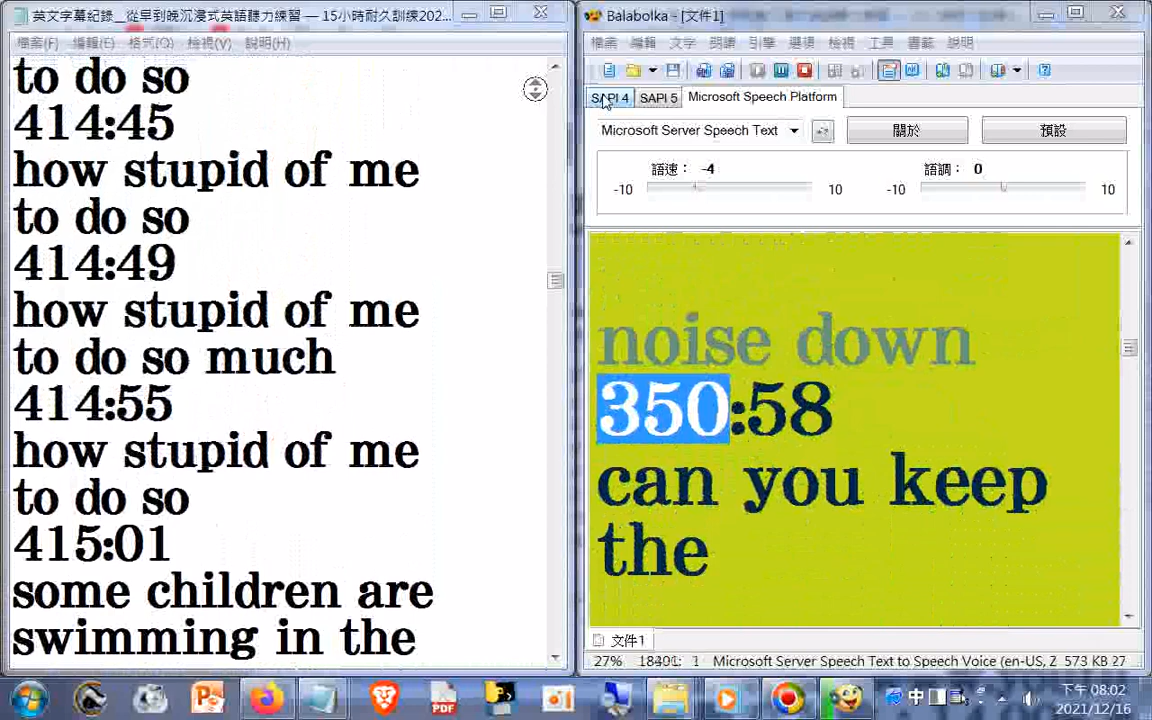 英文字幕紀錄__從早到晚沉浸式英語聽力練習 — 15小時耐久訓練202...
檔案(F) 編輯(E) 格式(O) 檢視(V) 說明(H)
to do so
414:45
how stupid of me
to do so
414:49
how stupid of me
to do so much
414:55
how stupid of me
to do so
415:01
some children are
swimming in the
Balabolka - [文件1]
檔案 編輯 文字 朗讀 引擎 選項 檢視 工具 書籤 說明
SAPI 4 SAPI 5 Microsoft Speech Platform
Microsoft Server Speech Text 關於 預設
語速： -4 語調： 0
-10 10 -10 10
noise down
350:58
can you keep
the
文件1
27% 18401: 1 Microsoft Server Speech Text to Speech Voice (en-US, Z 573 KB 27
中
下午 08:02
2021/12/16